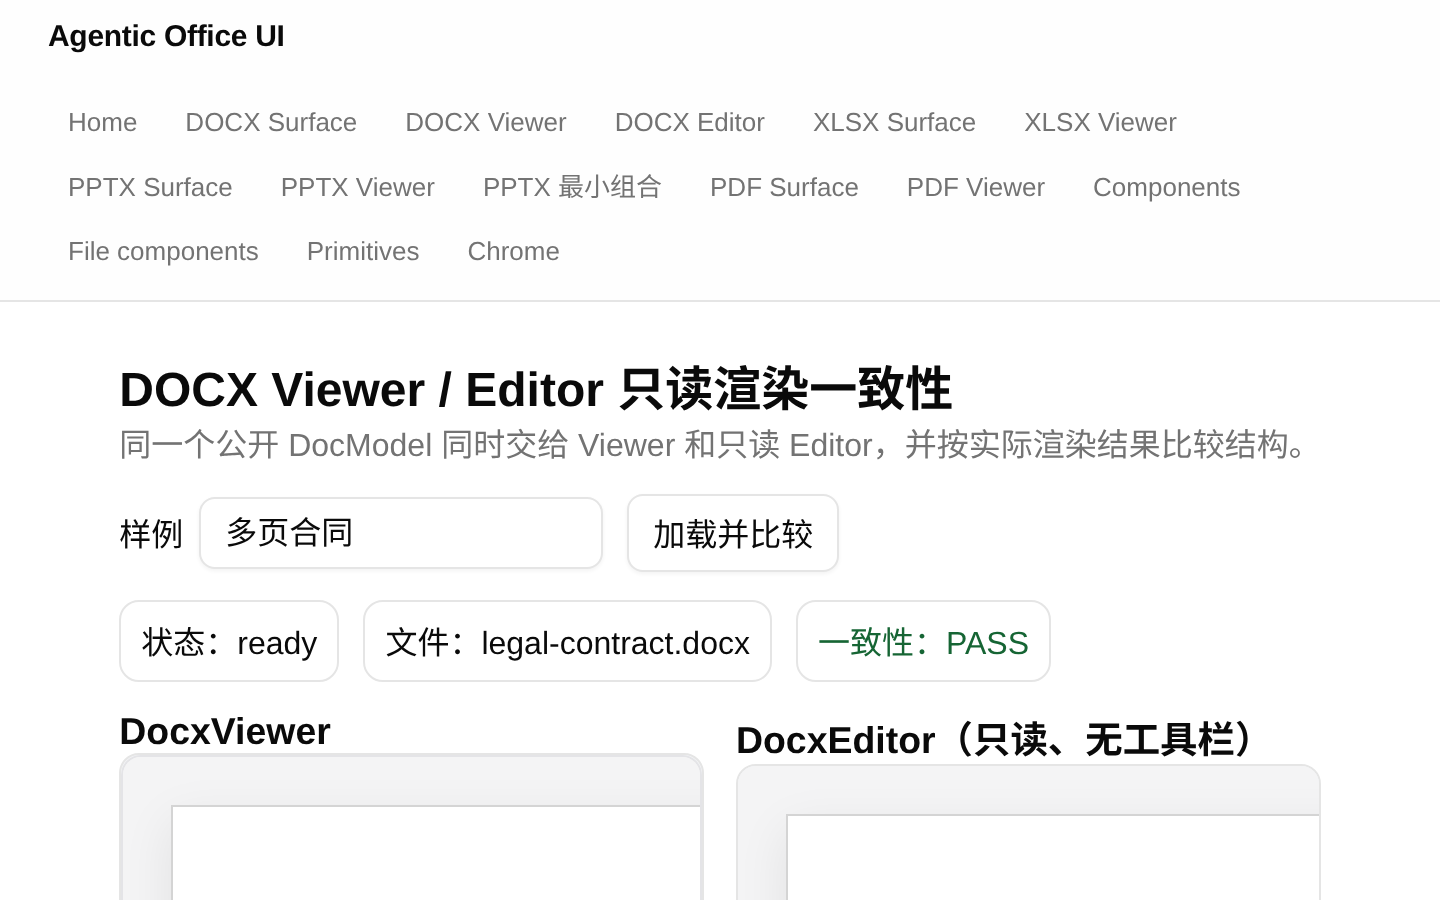 Agentic Office UI
Home DOCX Surface DOCX Viewer DOCX Editor XLSX Surface XLSX Viewer
PPTX Surface PPTX Viewer PPTX 最小组合 PDF Surface PDF Viewer Components
File components Primitives Chrome
DOCX Viewer / Editor 只读渲染一致性
同一个公开 DocModel 同时交给 Viewer 和只读 Editor，并按实际渲染结果比较结构。
样例 多页合同 加载并比较
状态：ready 文件：legal-contract.docx 一致性：PASS
DocxViewer DocxEditor（只读、无工具栏）